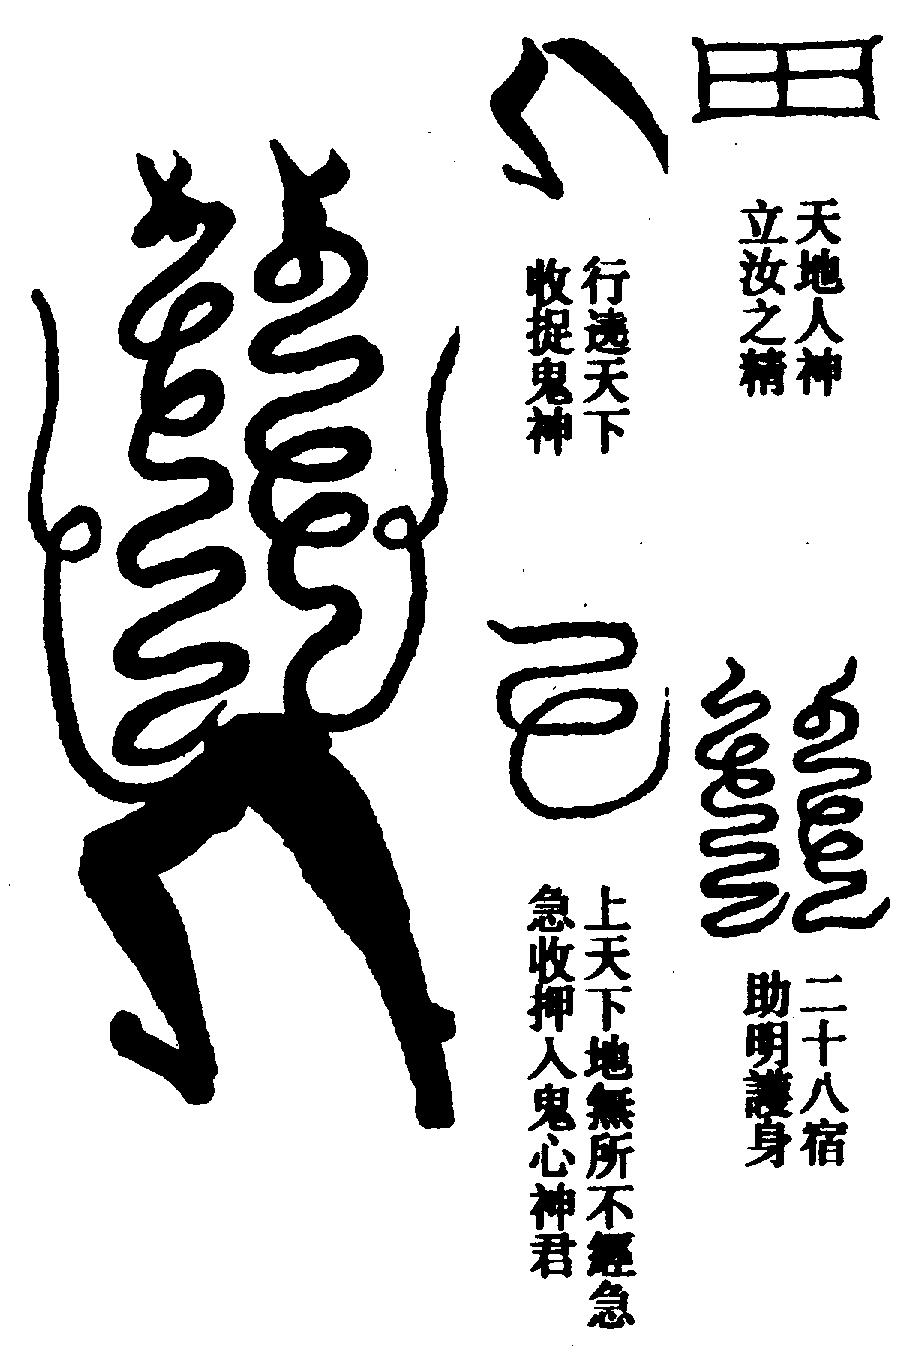 天地人神
立汝之精
二十八宿
助明護身
行遶天下
收捉鬼神
上天下地無所不經急
急收押入鬼心神君